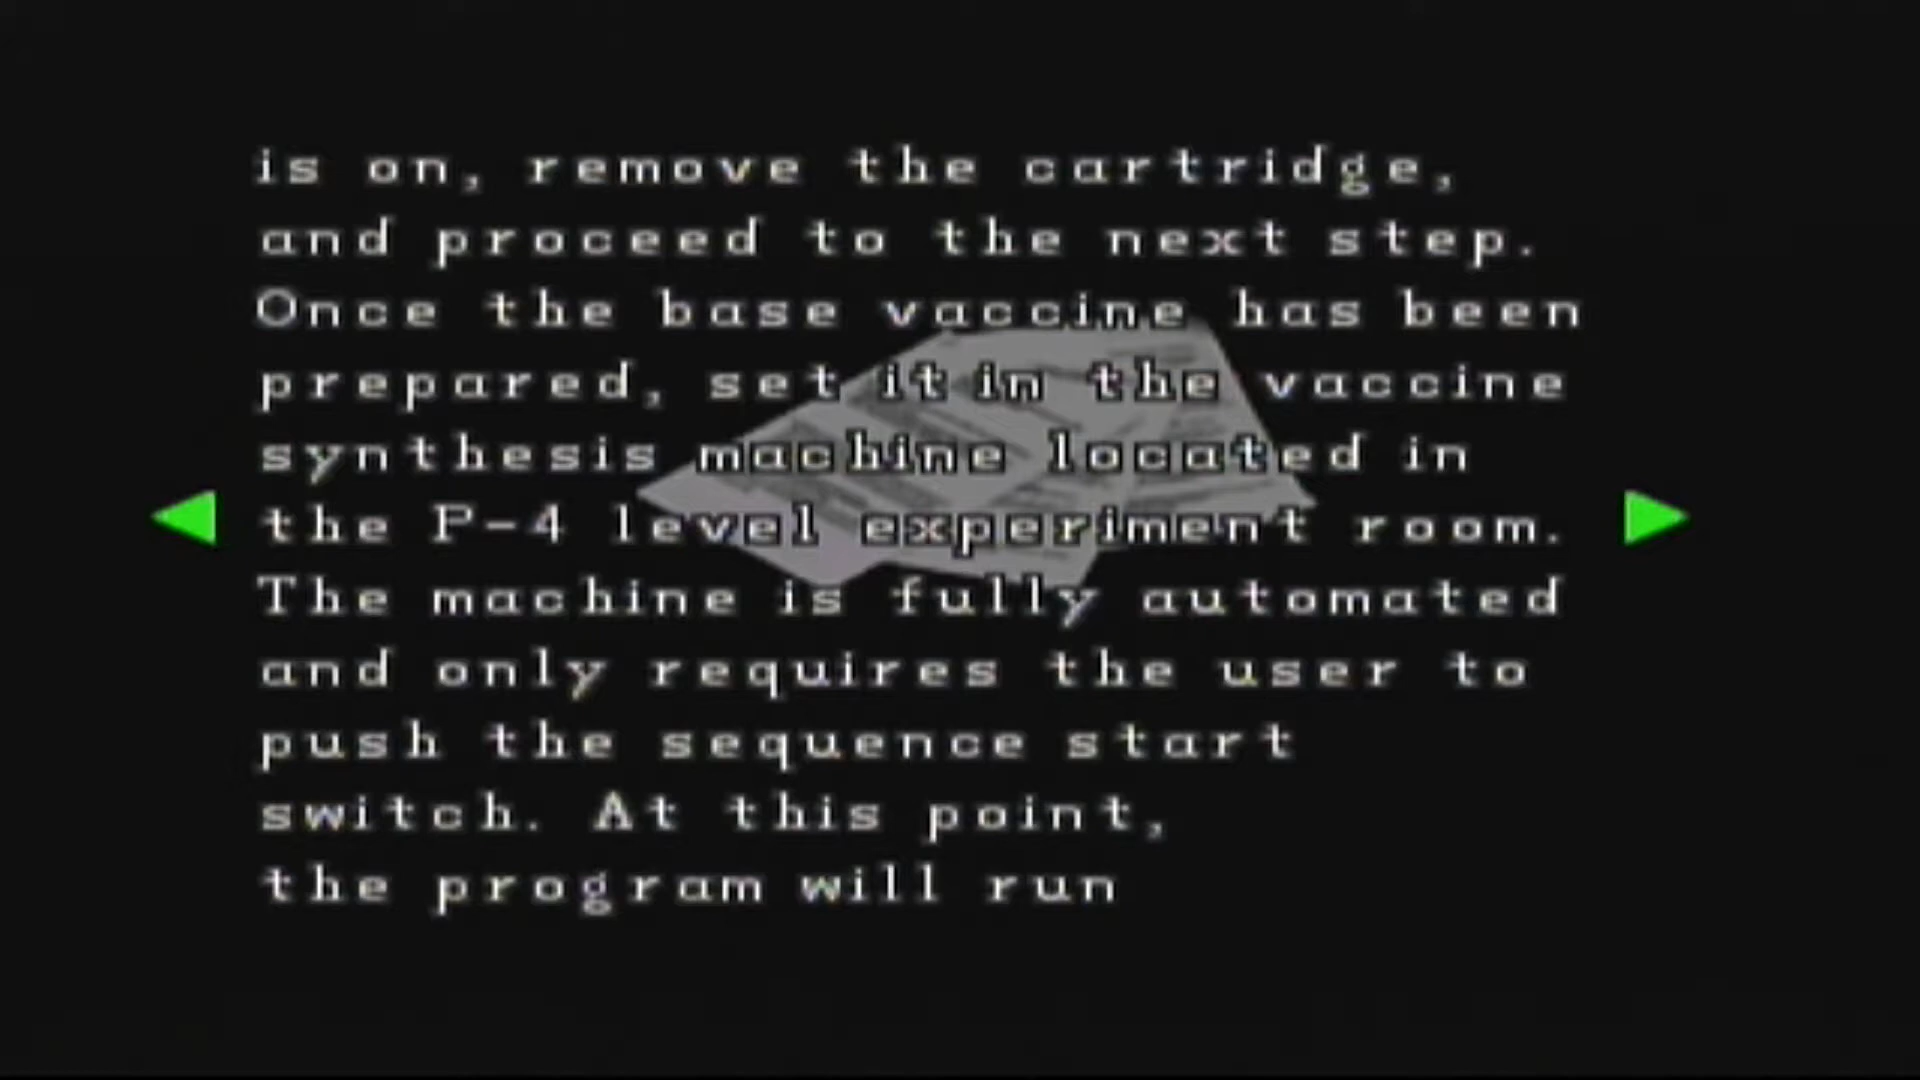 is on, remove the cartridge,
and proceed to the next step.
Once the base vaccine has been
prepared, set it in the vaccine
synthesis machine located in
the P-4 level experiment room.
The machine is fully automated
and only requires the user to
push the sequence start
switch. At this point,
the program will run